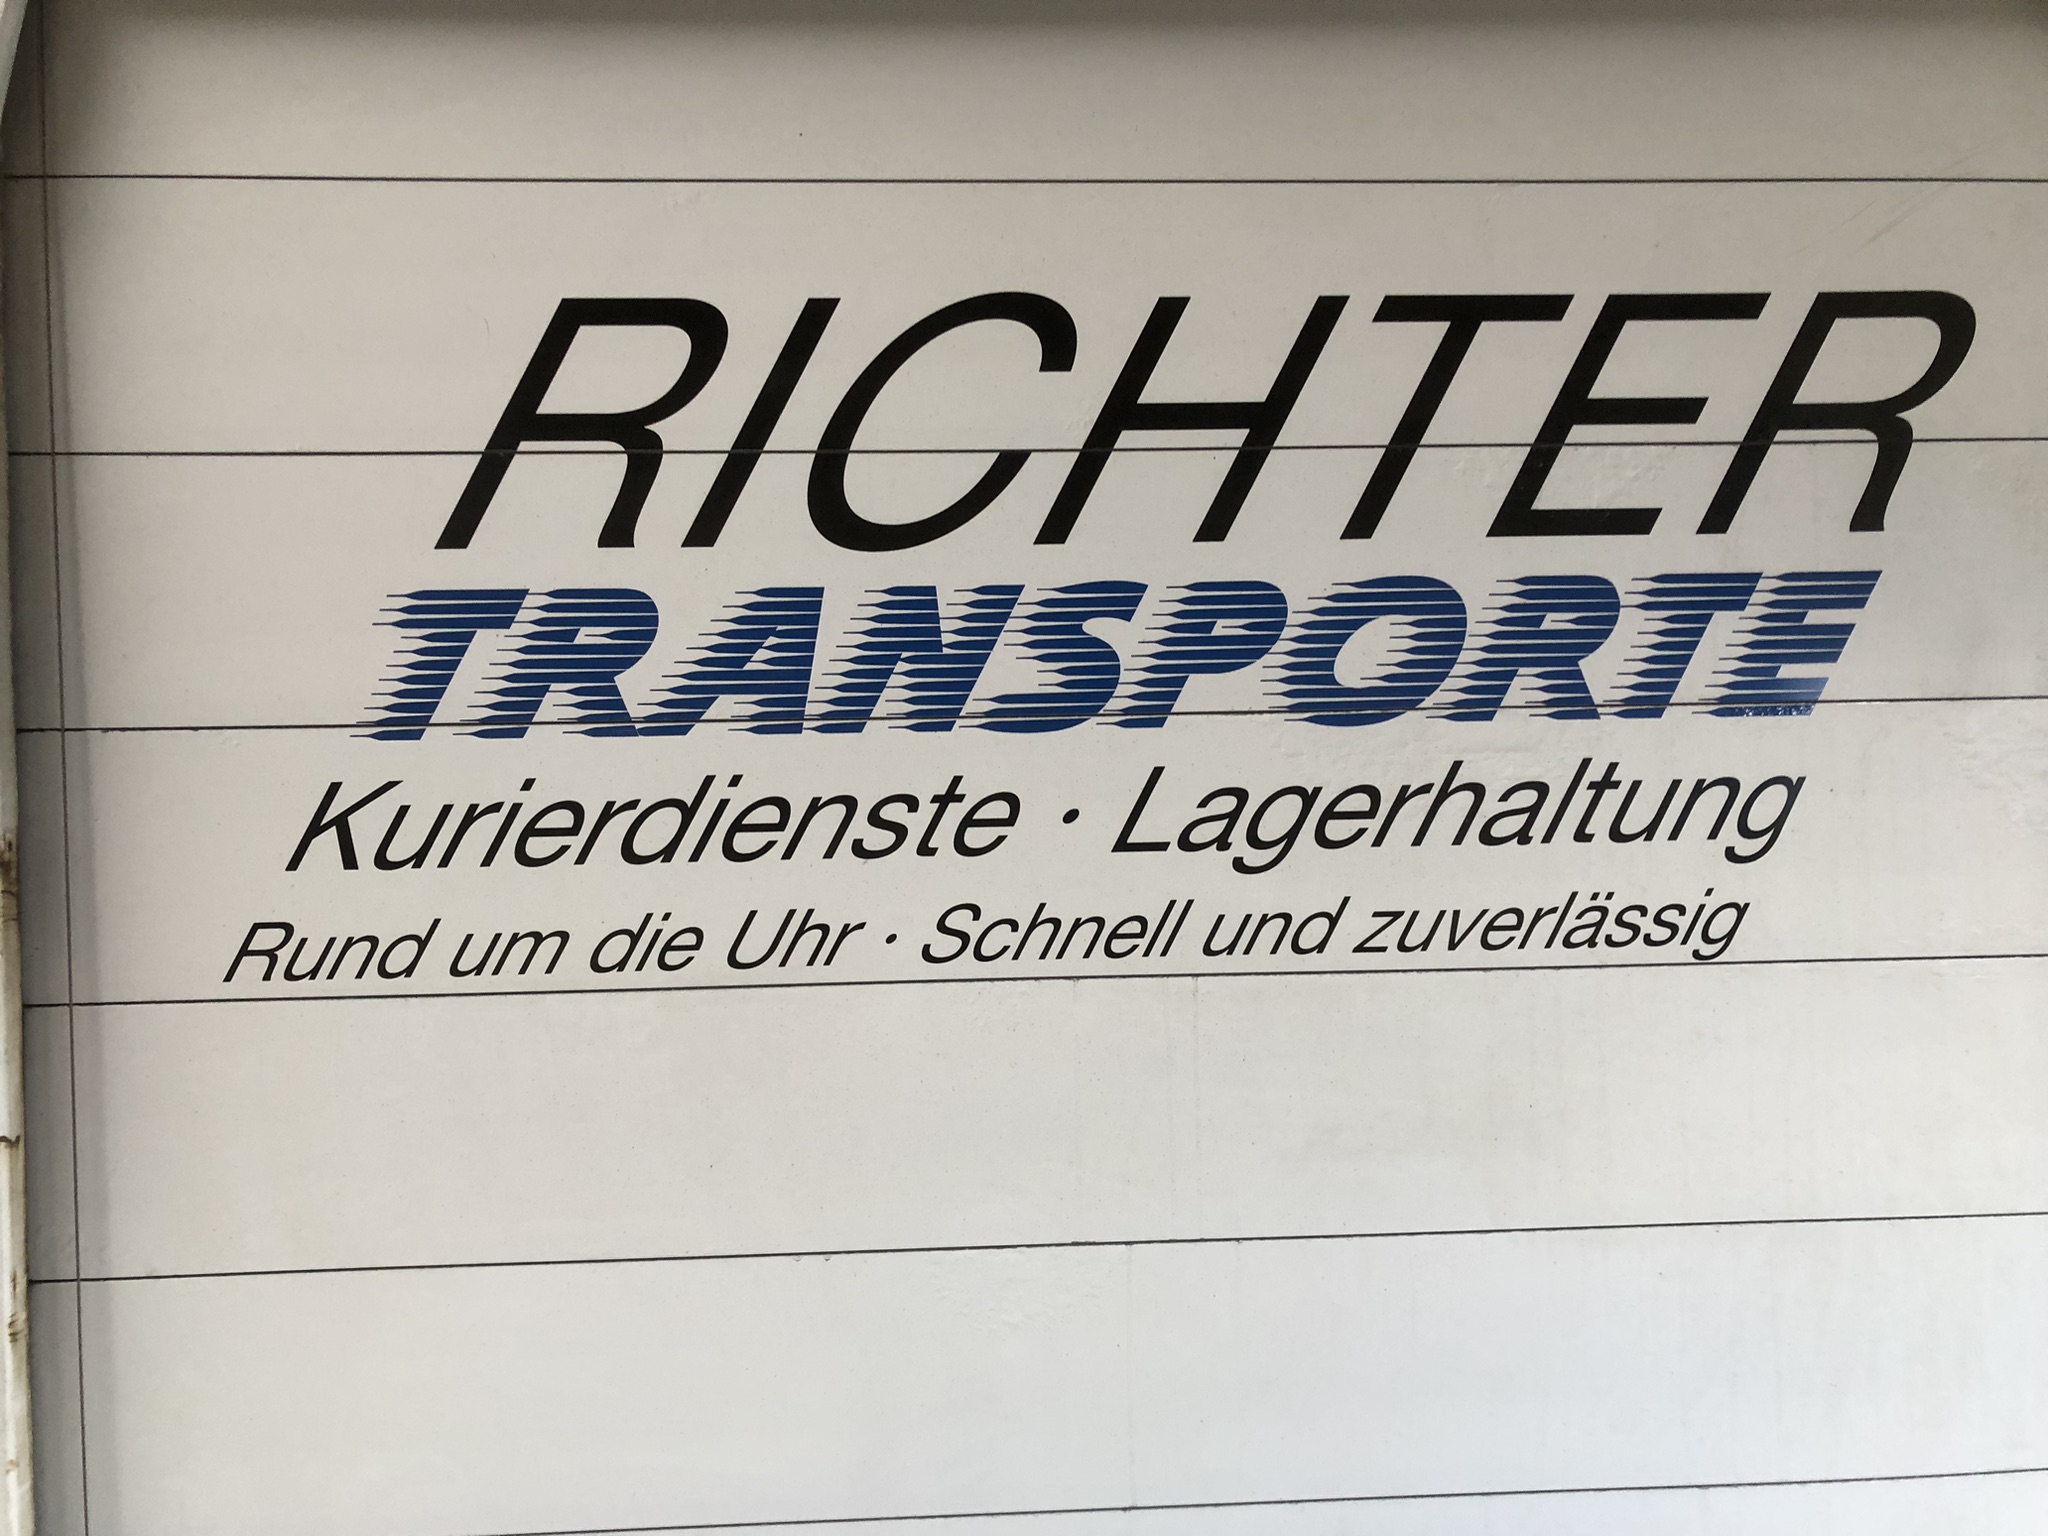 RICHTER
TRANSPORTE
Kurierdienste · Lagerhaltung
Rund um die Uhr · Schnell und zuverlässig